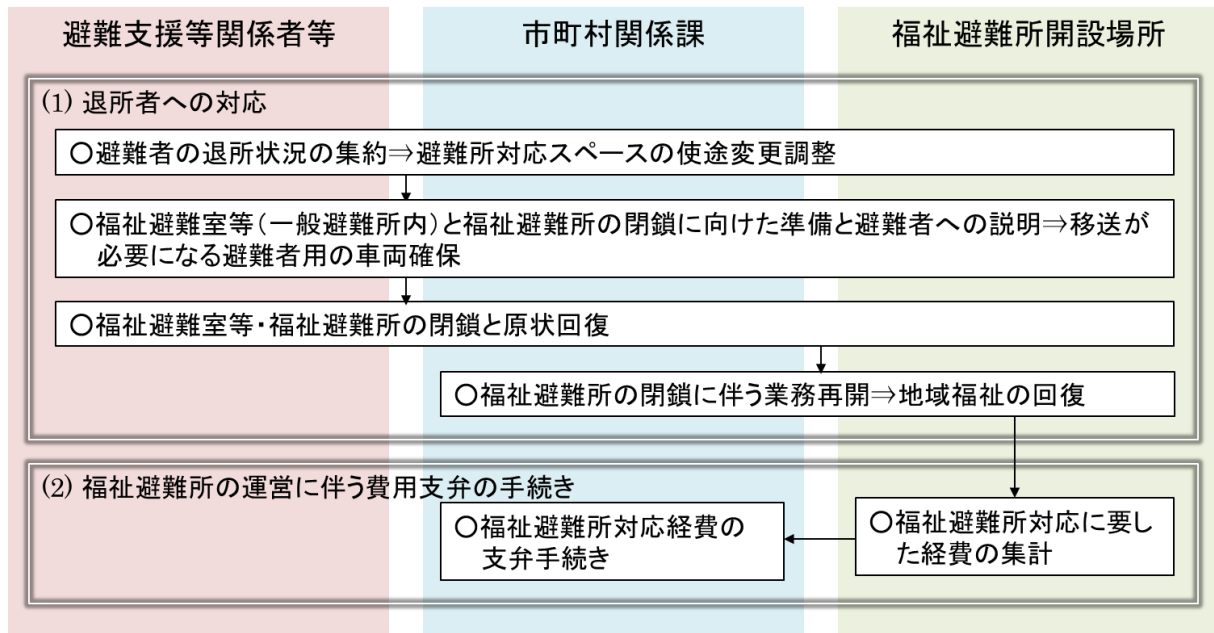 避難支援等関係者等
市町村関係課
福祉避難所開設場所
(1) 退所者への対応
〇避難者の退所状況の集約⇒避難所対応スペースの使途変更調整
〇福祉避難室等(一般避難所内)と福祉避難所の閉鎖に向けた準備と避難者への説明⇒移送が
必要になる避難者用の車両確保
〇福祉避難室等・福祉避難所の閉鎖と原状回復
〇福祉避難所の閉鎖に伴う業務再開⇒地域福祉の回復
(2) 福祉避難所の運営に伴う費用支弁の手続き
〇福祉避難所対応経費の
支弁手続き
〇福祉避難所対応に要し
た経費の集計